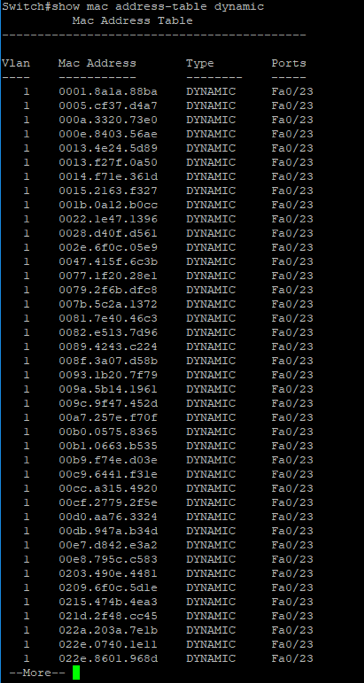 Switch#show mac address-table dynamic
Mac Address Table
-------------------------------------------
Vlan Mac Address Type Ports
---- ----------- -------- -----
1 0001.8a1a.88ba DYNAMIC Fa0/23
1 0005.cf37.d4a7 DYNAMIC Fa0/23
1 000a.3320.73e0 DYNAMIC Fa0/23
1 000e.8403.56ae DYNAMIC Fa0/23
1 0013.4e24.5d89 DYNAMIC Fa0/23
1 0013.f27f.0a50 DYNAMIC Fa0/23
1 0014.f71e.361d DYNAMIC Fa0/23
1 0015.2163.f327 DYNAMIC Fa0/23
1 001b.0a12.b0cc DYNAMIC Fa0/23
1 0022.1e47.1396 DYNAMIC Fa0/23
1 0028.d40f.d561 DYNAMIC Fa0/23
1 002e.6f0c.05e9 DYNAMIC Fa0/23
1 0047.415f.6c3b DYNAMIC Fa0/23
1 0077.1f20.28e1 DYNAMIC Fa0/23
1 0079.2f6b.dfc8 DYNAMIC Fa0/23
1 007b.5c2a.1372 DYNAMIC Fa0/23
1 0081.7e40.46c3 DYNAMIC Fa0/23
1 0082.e513.7d96 DYNAMIC Fa0/23
1 0089.4243.c224 DYNAMIC Fa0/23
1 008f.3a07.d58b DYNAMIC Fa0/23
1 0093.1b20.7f79 DYNAMIC Fa0/23
1 009a.5b14.1961 DYNAMIC Fa0/23
1 009c.9f47.452d DYNAMIC Fa0/23
1 00a7.257e.f70f DYNAMIC Fa0/23
1 00b0.0575.8365 DYNAMIC Fa0/23
1 00b1.0663.b535 DYNAMIC Fa0/23
1 00b9.f74e.d03e DYNAMIC Fa0/23
1 00c9.6441.f31e DYNAMIC Fa0/23
1 00cc.a315.4920 DYNAMIC Fa0/23
1 00cf.2779.2f5e DYNAMIC Fa0/23
1 00d0.aa76.3324 DYNAMIC Fa0/23
1 00db.947a.b34d DYNAMIC Fa0/23
1 00e7.d842.e3a2 DYNAMIC Fa0/23
1 00e8.795c.c583 DYNAMIC Fa0/23
1 0203.490e.4481 DYNAMIC Fa0/23
1 0209.6f0c.5d1e DYNAMIC Fa0/23
1 0215.474b.4ea3 DYNAMIC Fa0/23
1 021d.2f48.cc45 DYNAMIC Fa0/23
1 022a.203a.7e1b DYNAMIC Fa0/23
1 022e.0740.1e11 DYNAMIC Fa0/23
1 022e.8601.968d DYNAMIC Fa0/23
--More--